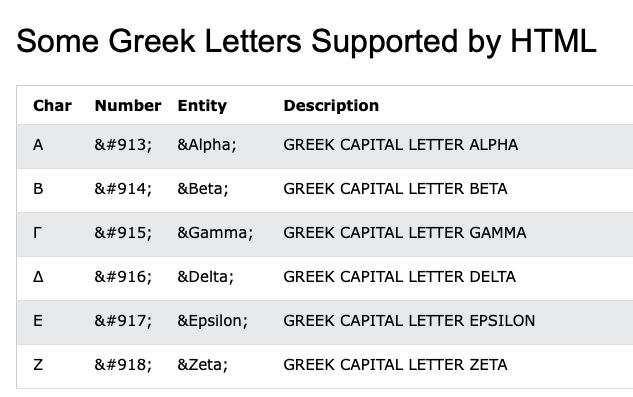 Some Greek Letters Supported by HTML
Char Number Entity Description
Α &#913; &Alpha; GREEK CAPITAL LETTER ALPHA
Β &#914; &Beta; GREEK CAPITAL LETTER BETA
Γ &#915; &Gamma; GREEK CAPITAL LETTER GAMMA
Δ &#916; &Delta; GREEK CAPITAL LETTER DELTA
Ε &#917; &Epsilon; GREEK CAPITAL LETTER EPSILON
Ζ &#918; &Zeta; GREEK CAPITAL LETTER ZETA